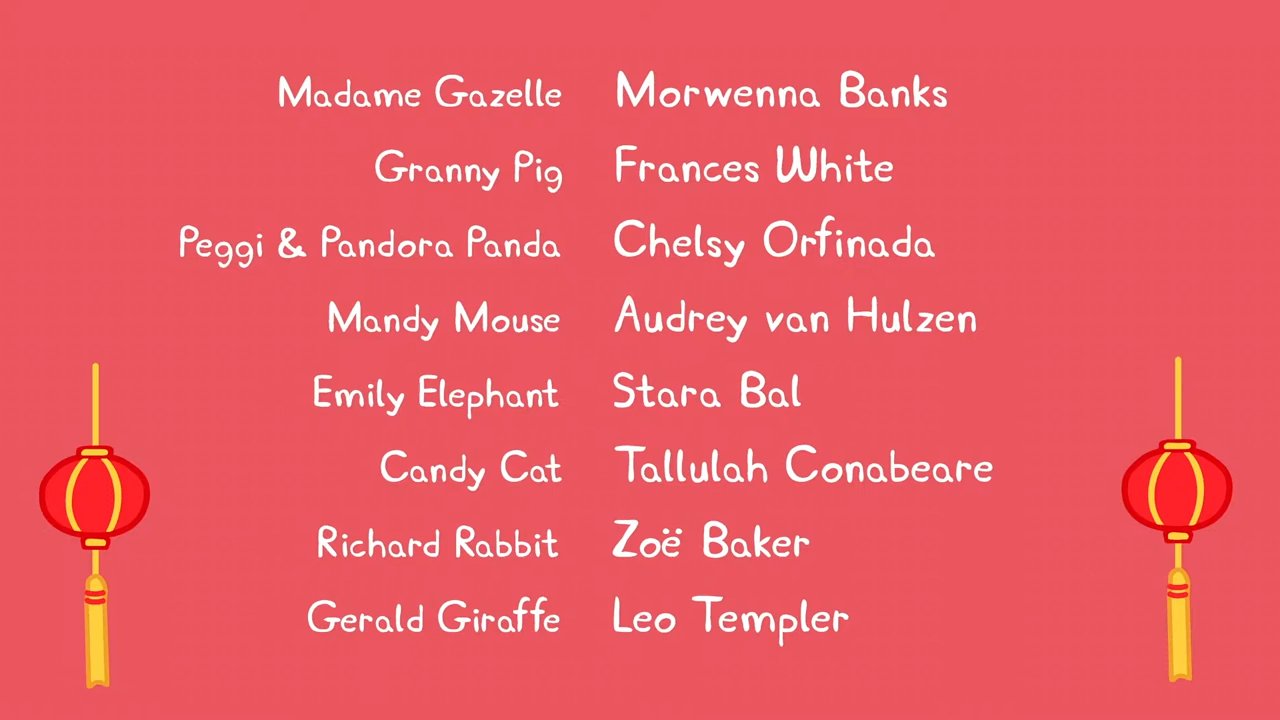 Madame Gazelle Morwenna Banks
Granny Pig Frances White
Peggi & Pandora Panda Chelsy Orfinada
Mandy Mouse Audrey van Hulzen
Emily Elephant Stara Bal
Candy Cat Tallulah Conabeare
Richard Rabbit Zoë Baker
Gerald Giraffe Leo Templer